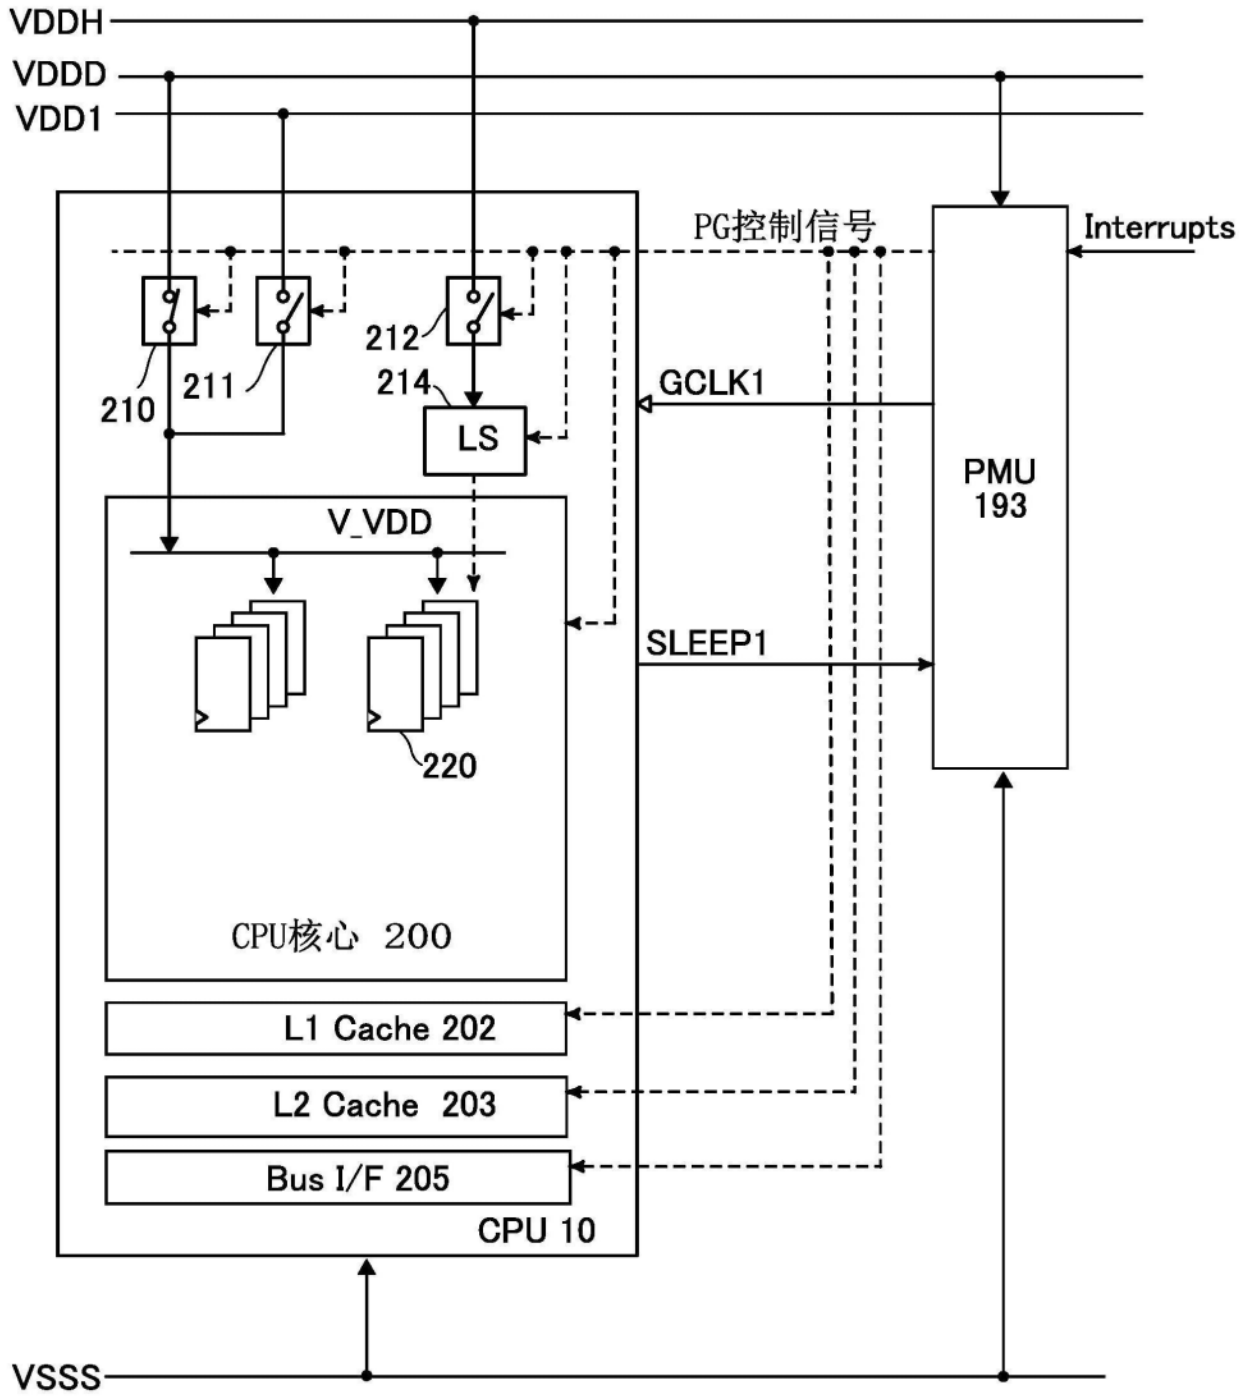 VDDH
VDDD
VDD1
PG控制信号
Interrupts
212
211
210
214
GCLK1
LS
PMU
193
V_VDD
SLEEP1
220
CPU核心 200
L1 Cache 202
L2 Cache 203
Bus I/F 205
CPU 10
VSSS